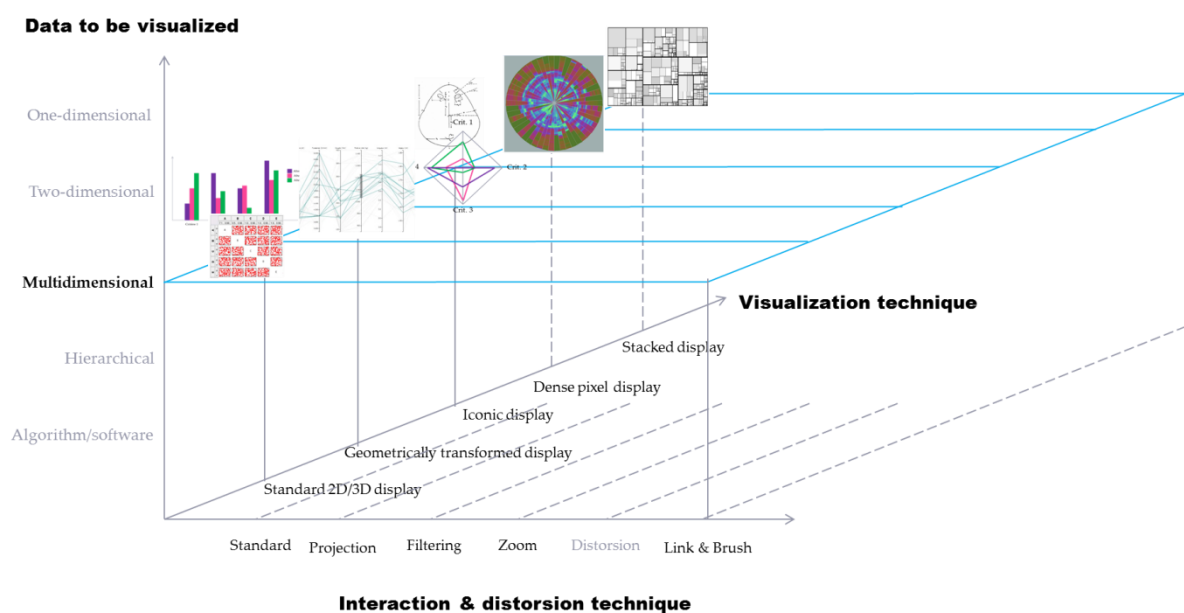 Data to be visualized
One-dimensional
Crit. 1
Two-dimensional
4
Crit. 2
Crit. 3
Multidimensional
Visualization technique
Hierarchical
Stacked display
Dense pixel display
Iconic display
Algorithm/software
Geometrically transformed display
Standard 2D/3D display
Standard
Projection
Filtering
Zoom
Distorsion
Link & Brush
Interaction & distorsion technique